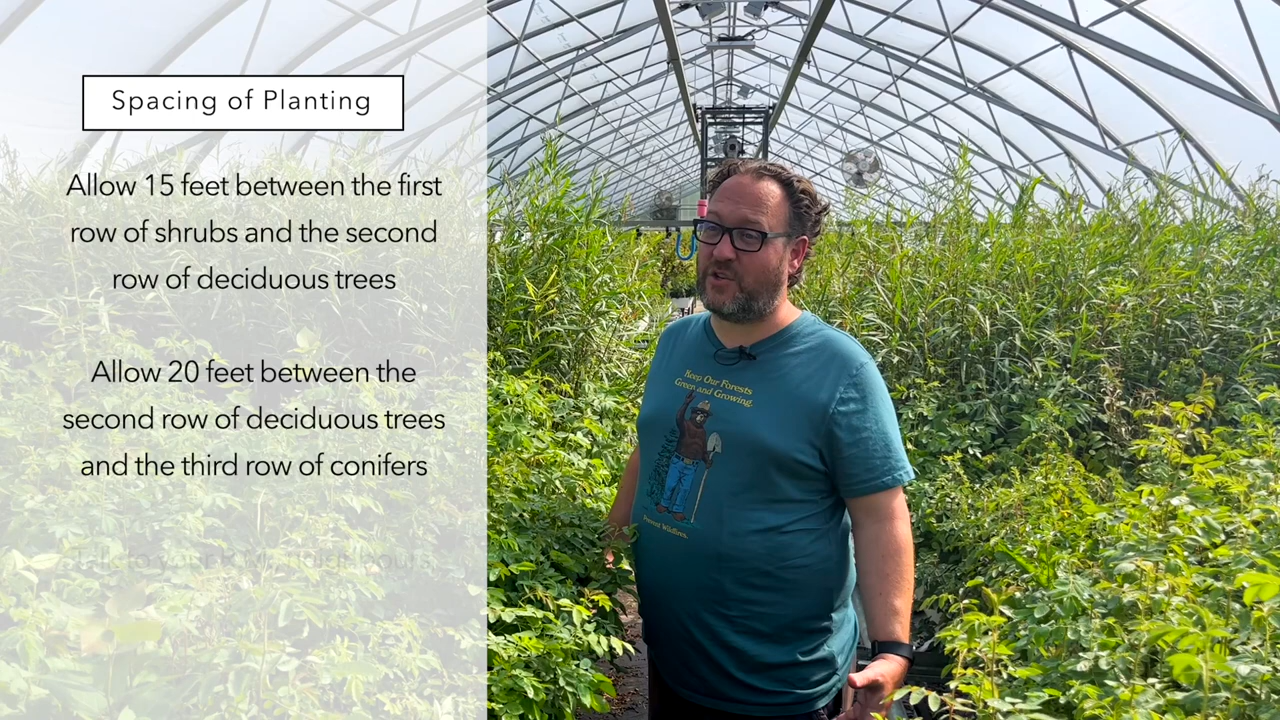 Spacing of Planting
Allow 15 feet between the first
row of shrubs and the second
row of deciduous trees
Allow 20 feet between the
second row of deciduous trees
and the third row of conifers
Keep Our Forests
Green and Growing.
Prevent Wildfires.